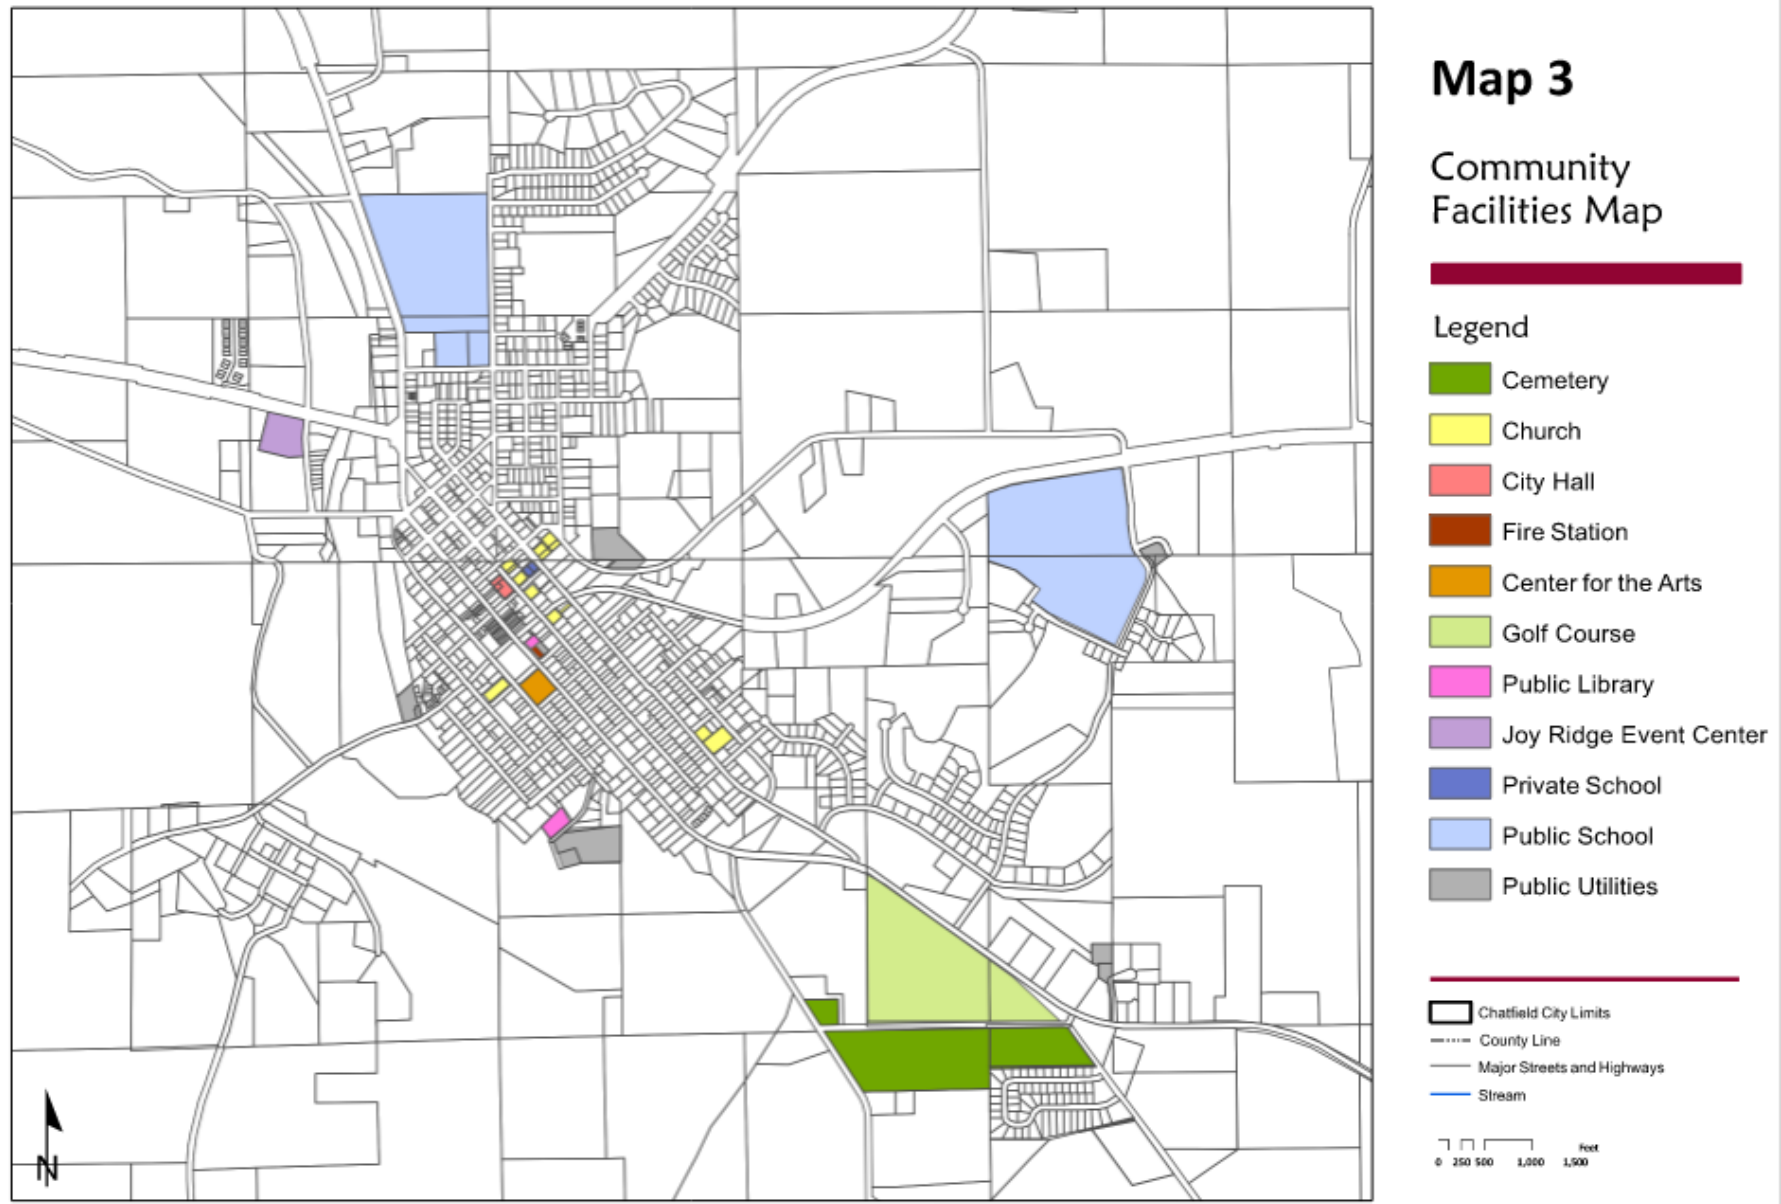 Map 3
Community
Facilities Map
Legend
Cemetery
Church
City Hall
Fire Station
Center for the Arts
Golf Course
Public Library
Joy Ridge Event Center
Private School
Public School
Public Utilities
Chatfield City Limits
County Line
Major Streets and Highways
Stream
Feet
0 250 500 1,000 1,500
N